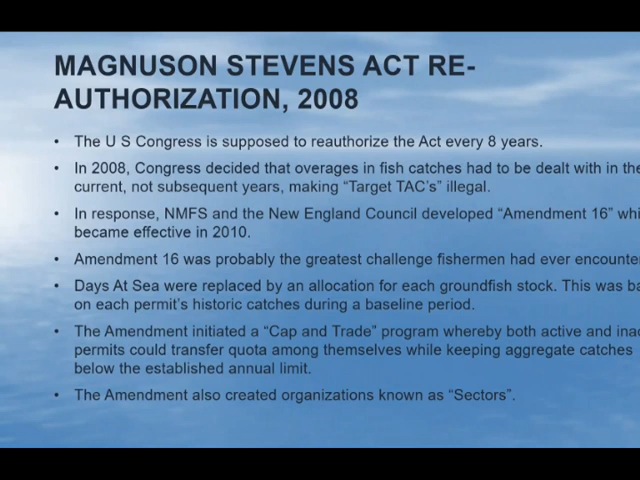 MAGNUSON STEVENS ACT RE-
AUTHORIZATION, 2008
• The U S Congress is supposed to reauthorize the Act every 8 years.
• In 2008, Congress decided that overages in fish catches had to be dealt with in the
current, not subsequent years, making “Target TAC’s” illegal.
• In response, NMFS and the New England Council developed “Amendment 16” whi
became effective in 2010.
• Amendment 16 was probably the greatest challenge fishermen had ever encounte
• Days At Sea were replaced by an allocation for each groundfish stock. This was ba
on each permit’s historic catches during a baseline period.
• The Amendment initiated a “Cap and Trade” program whereby both active and inac
permits could transfer quota among themselves while keeping aggregate catches
below the established annual limit.
• The Amendment also created organizations known as “Sectors”.